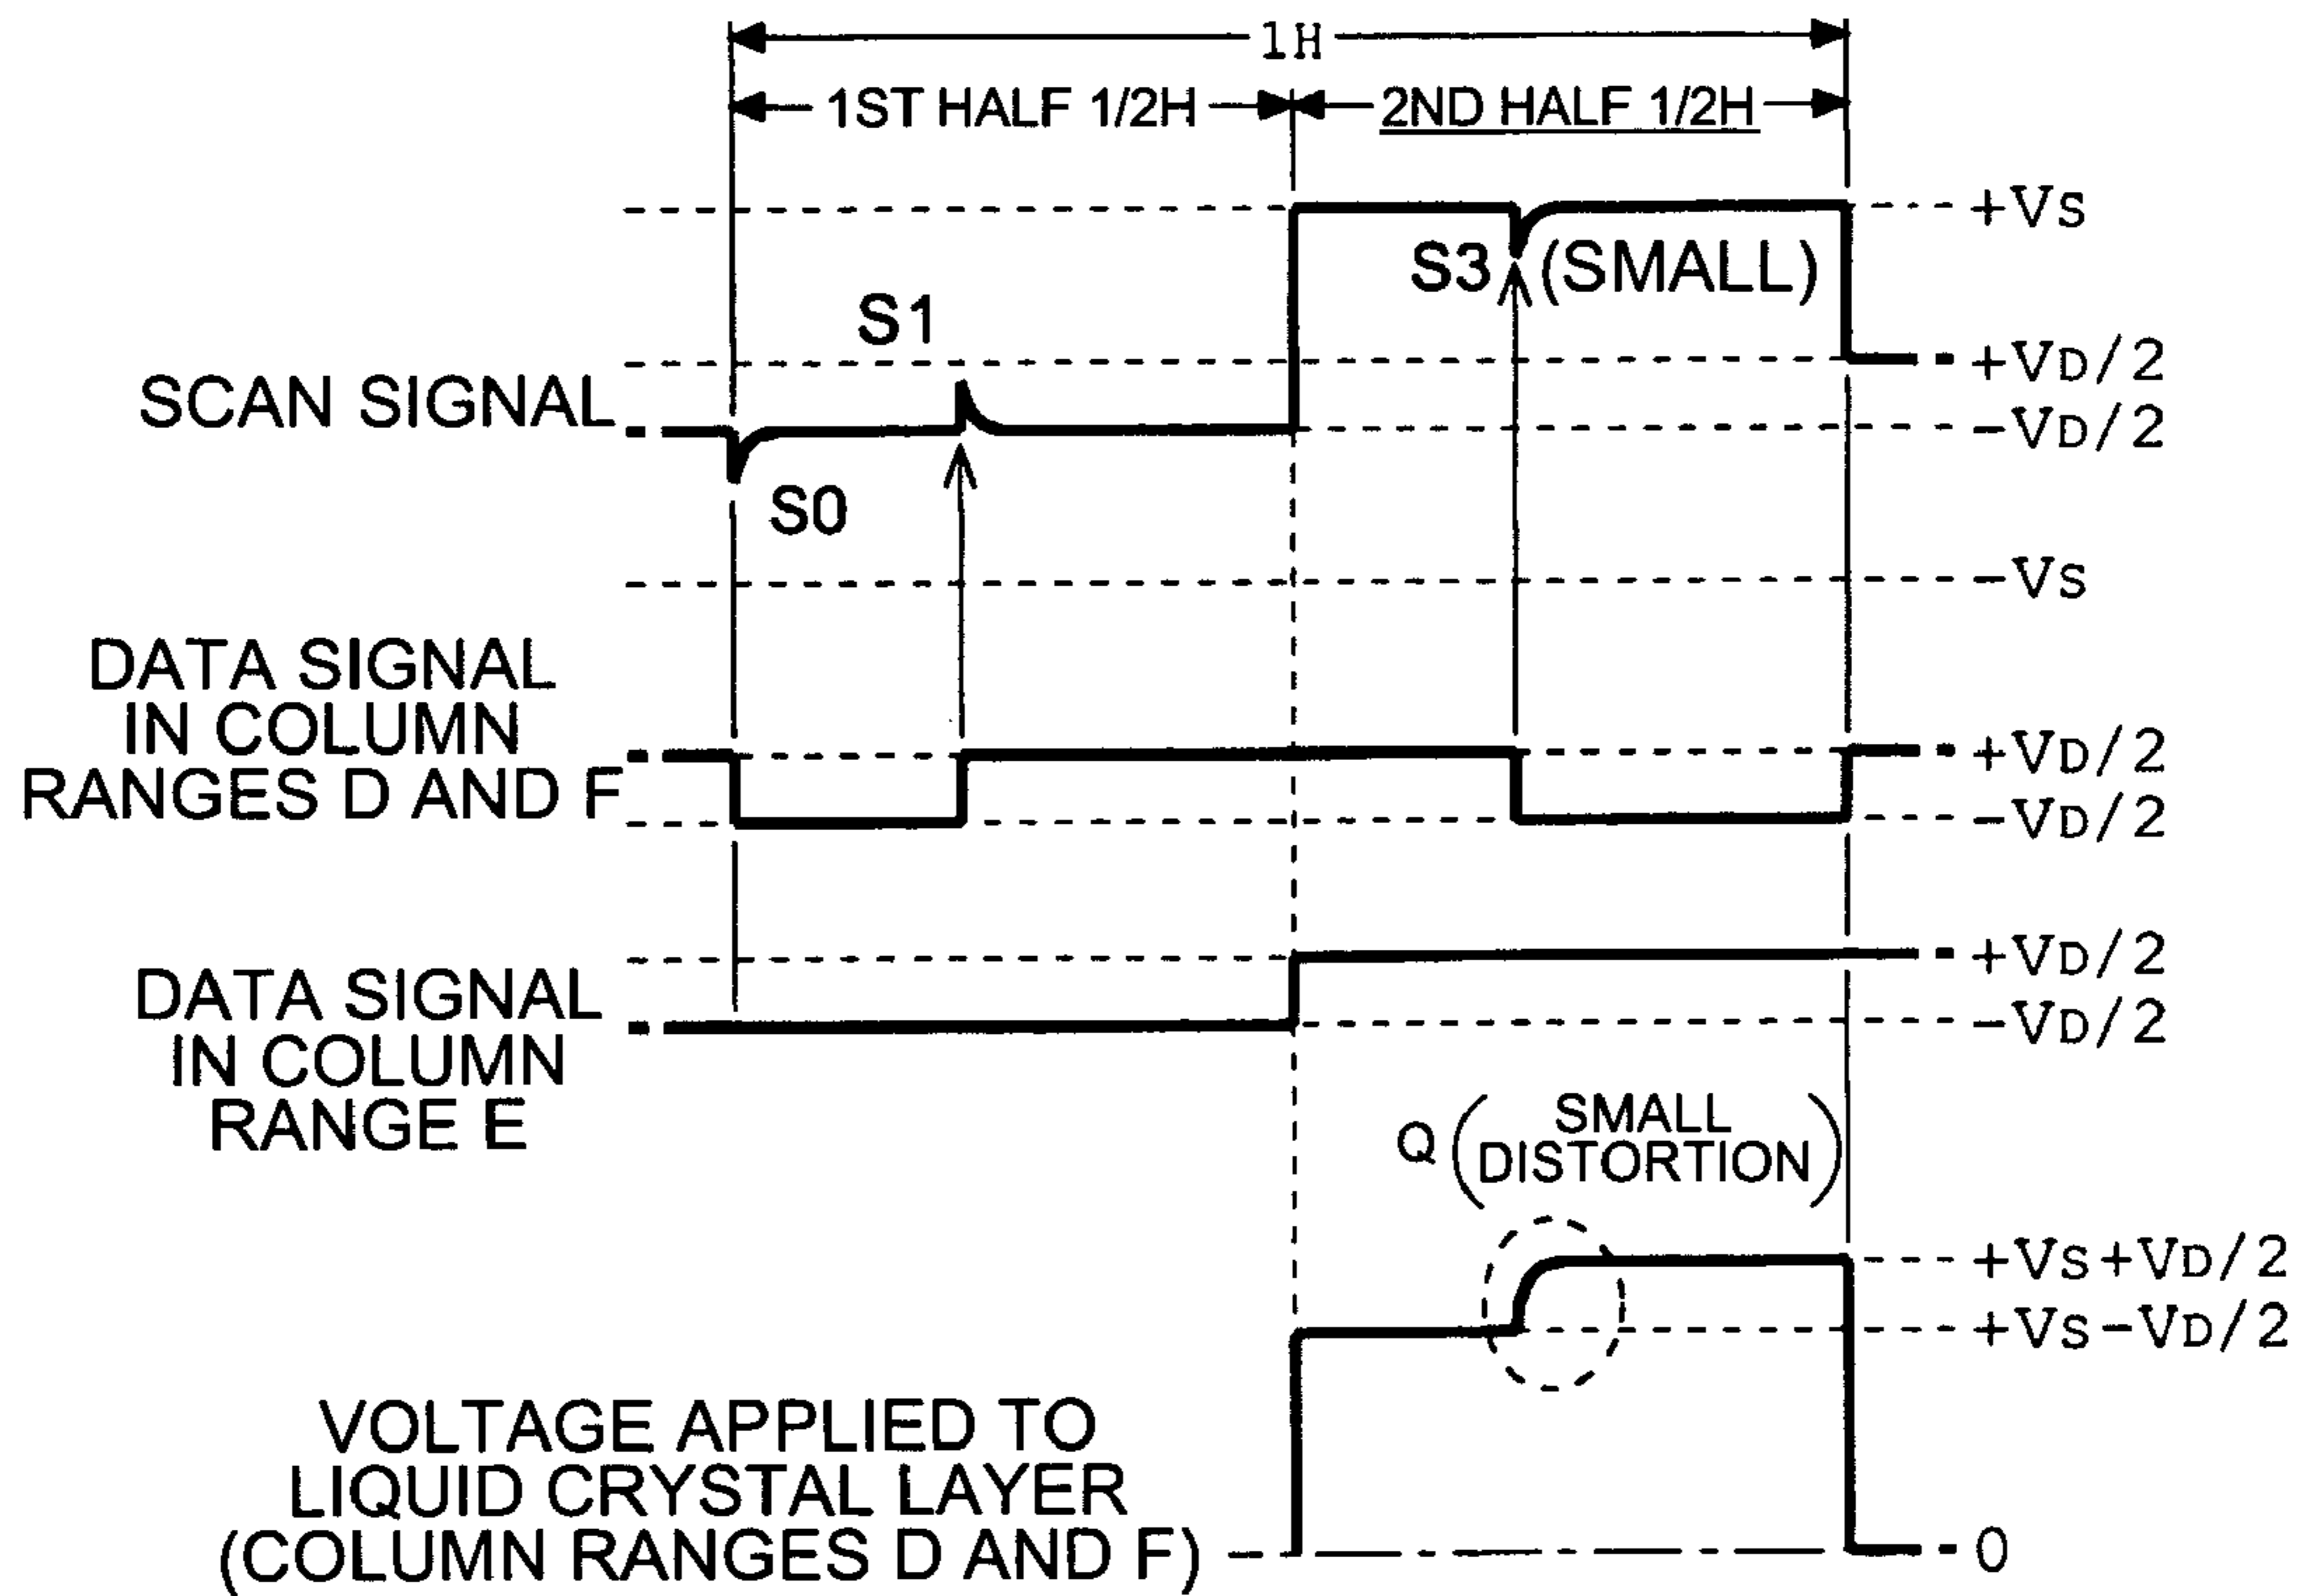 1H
1ST HALF 1/2H
2ND HALF 1/2H
+VS
S3 (SMALL)
S1
+VD/2
SCAN SIGNAL
-VD/2
S0
-VS
DATA SIGNAL
IN COLUMN
RANGES D AND F
+VD/2
-VD/2
DATA SIGNAL
IN COLUMN
RANGE E
+VD/2
-VD/2
Q (SMALL
DISTORTION)
+VS+VD/2
+VS-VD/2
VOLTAGE APPLIED TO
LIQUID CRYSTAL LAYER
(COLUMN RANGES D AND F)
0